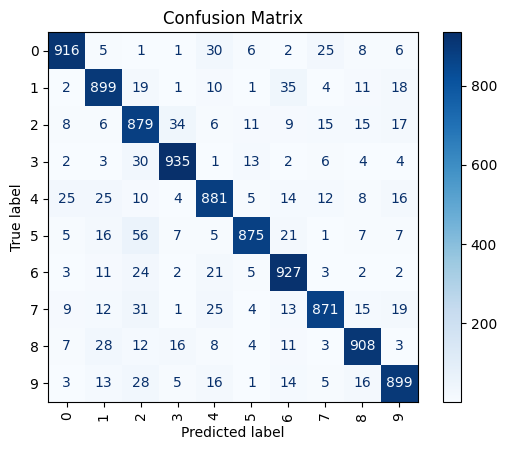 Confusion Matrix
0 916 5 1 1 30 6 2 25 8 6
1 2 899 19 1 10 1 35 4 11 18
2 8 6 879 34 6 11 9 15 15 17
3 2 3 30 935 1 13 2 6 4 4
4 25 25 10 4 881 5 14 12 8 16
5 5 16 56 7 5 875 21 1 7 7
6 3 11 24 2 21 5 927 3 2 2
7 9 12 31 1 25 4 13 871 15 19
8 7 28 12 16 8 4 11 3 908 3
9 3 13 28 5 16 1 14 5 16 899
0 1 2 3 4 5 6 7 8 9
True label
Predicted label
800
600
400
200